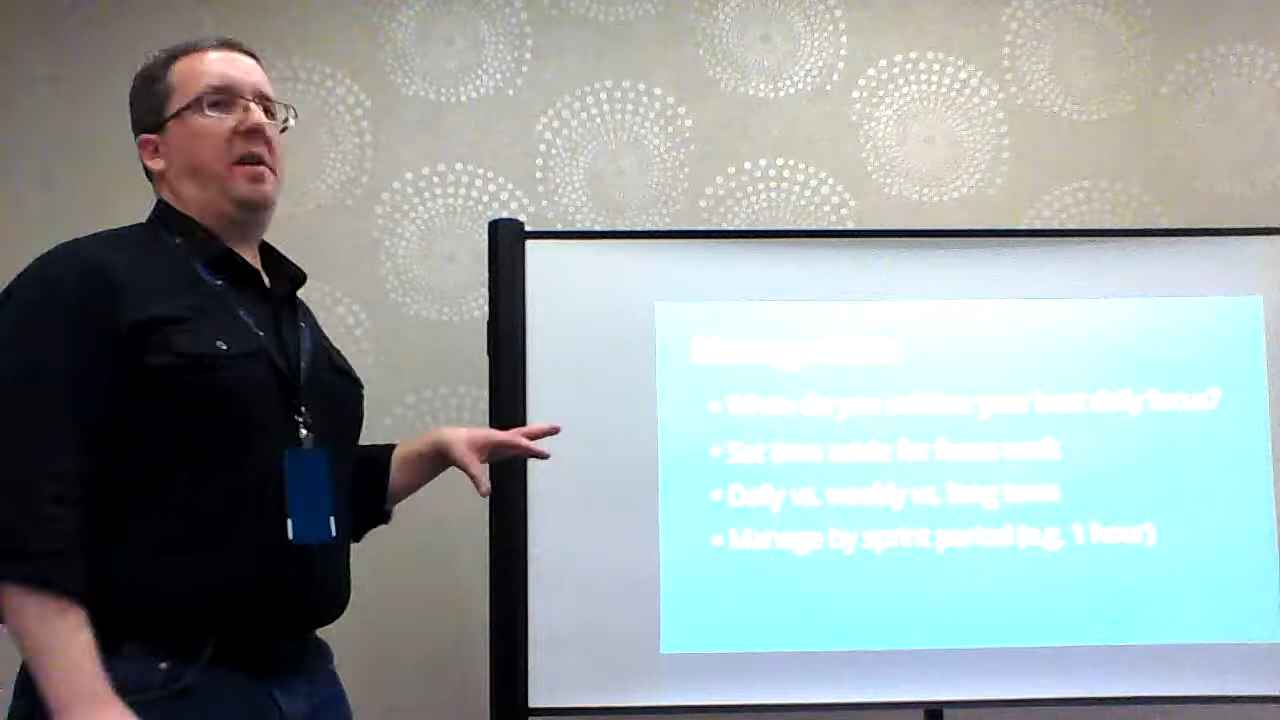 Manage focus
• When do you achieve your best daily focus?
• Set time aside for focus work
• Daily vs. weekly vs. long term
• Manage by sprint period (e.g. 1 hour)